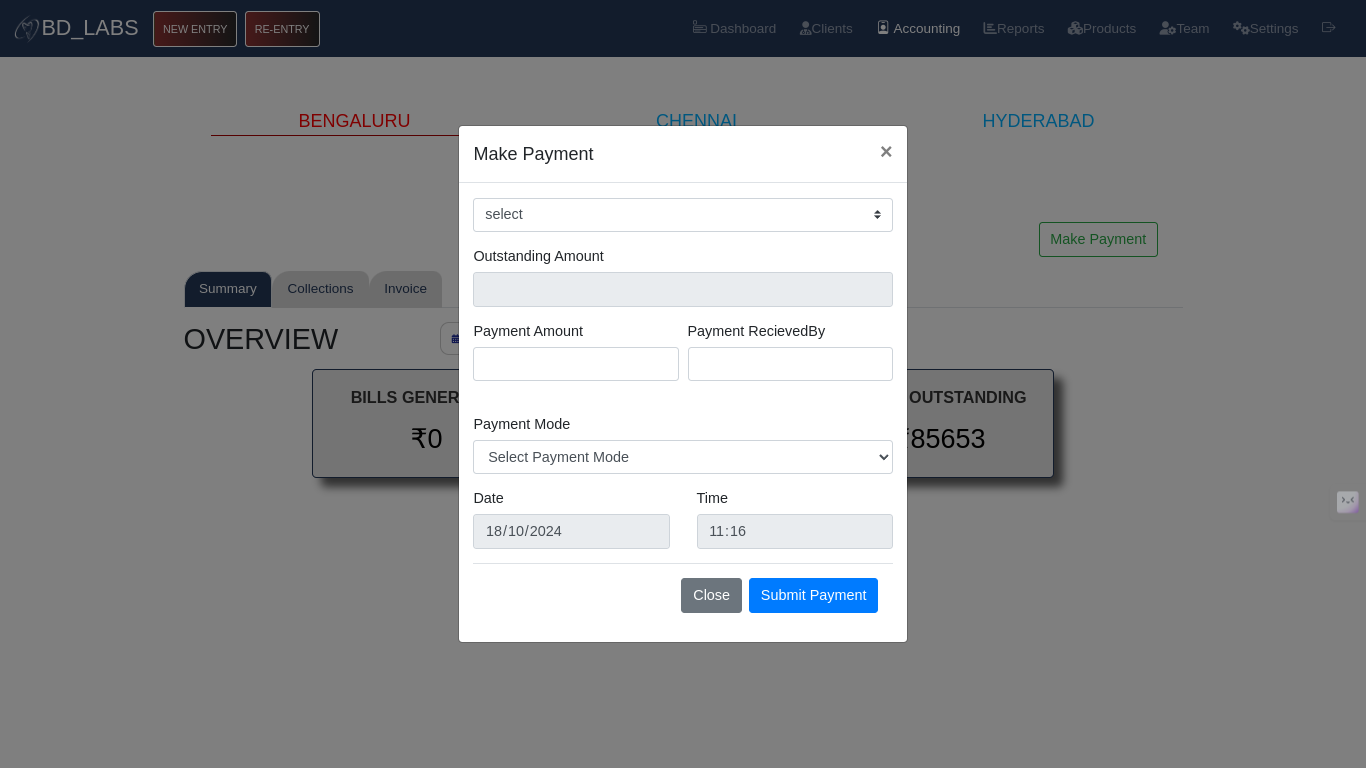 BD_LABS NEW ENTRY RE-ENTRY Dashboard Clients Accounting Reports Products Team Settings
BENGALURU CHENNAI HYDERABAD
Make Payment ×
select
Make Payment
Outstanding Amount
Summary Collections Invoice
OVERVIEW
Payment Amount Payment RecievedBy
BILLS GENER OUTSTANDING
₹0 ₹85653
Payment Mode
Select Payment Mode
Date Time
18/10/2024 11:16
Close Submit Payment